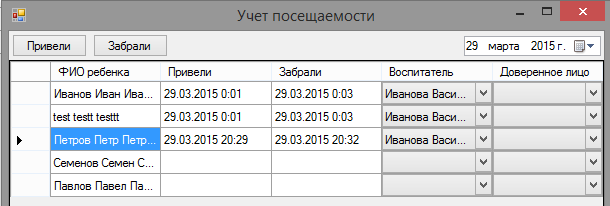 Учет посещаемости
Привели Забрали 29 марта 2015 г.
ФИО ребенка Привели Забрали Воспитатель Доверенное лицо
Иванов Иван Ива... 29.03.2015 0:01 29.03.2015 0:03 Иванова Васи...
test testt testtt 29.03.2015 0:01 29.03.2015 0:03 Иванова Васи...
Петров Петр Петр... 29.03.2015 20:29 29.03.2015 20:32 Иванова Васи...
Семенов Семен С...
Павлов Павел Па...